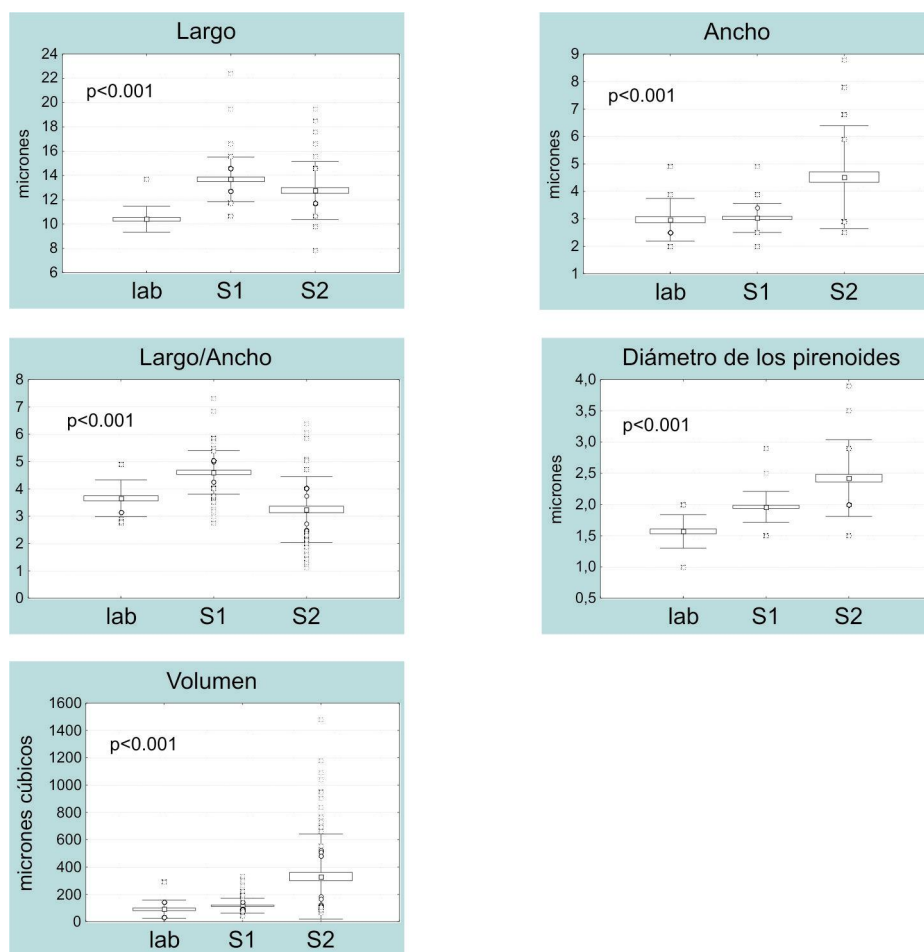 Largo
24
22
20
18
16
14
12
10
8
6
micrones
p<0.001
lab S1 S2
Ancho
9
8
7
6
5
4
3
2
1
micrones
p<0.001
lab S1 S2
Largo/Ancho
8
7
6
5
4
3
2
1
0
p<0.001
lab S1 S2
Diámetro de los pirenoides
4,0
3,5
3,0
2,5
2,0
1,5
1,0
0,5
micrones
p<0.001
lab S1 S2
Volumen
1600
1400
1200
1000
800
600
400
200
0
micrones cúbicos
p<0.001
lab S1 S2